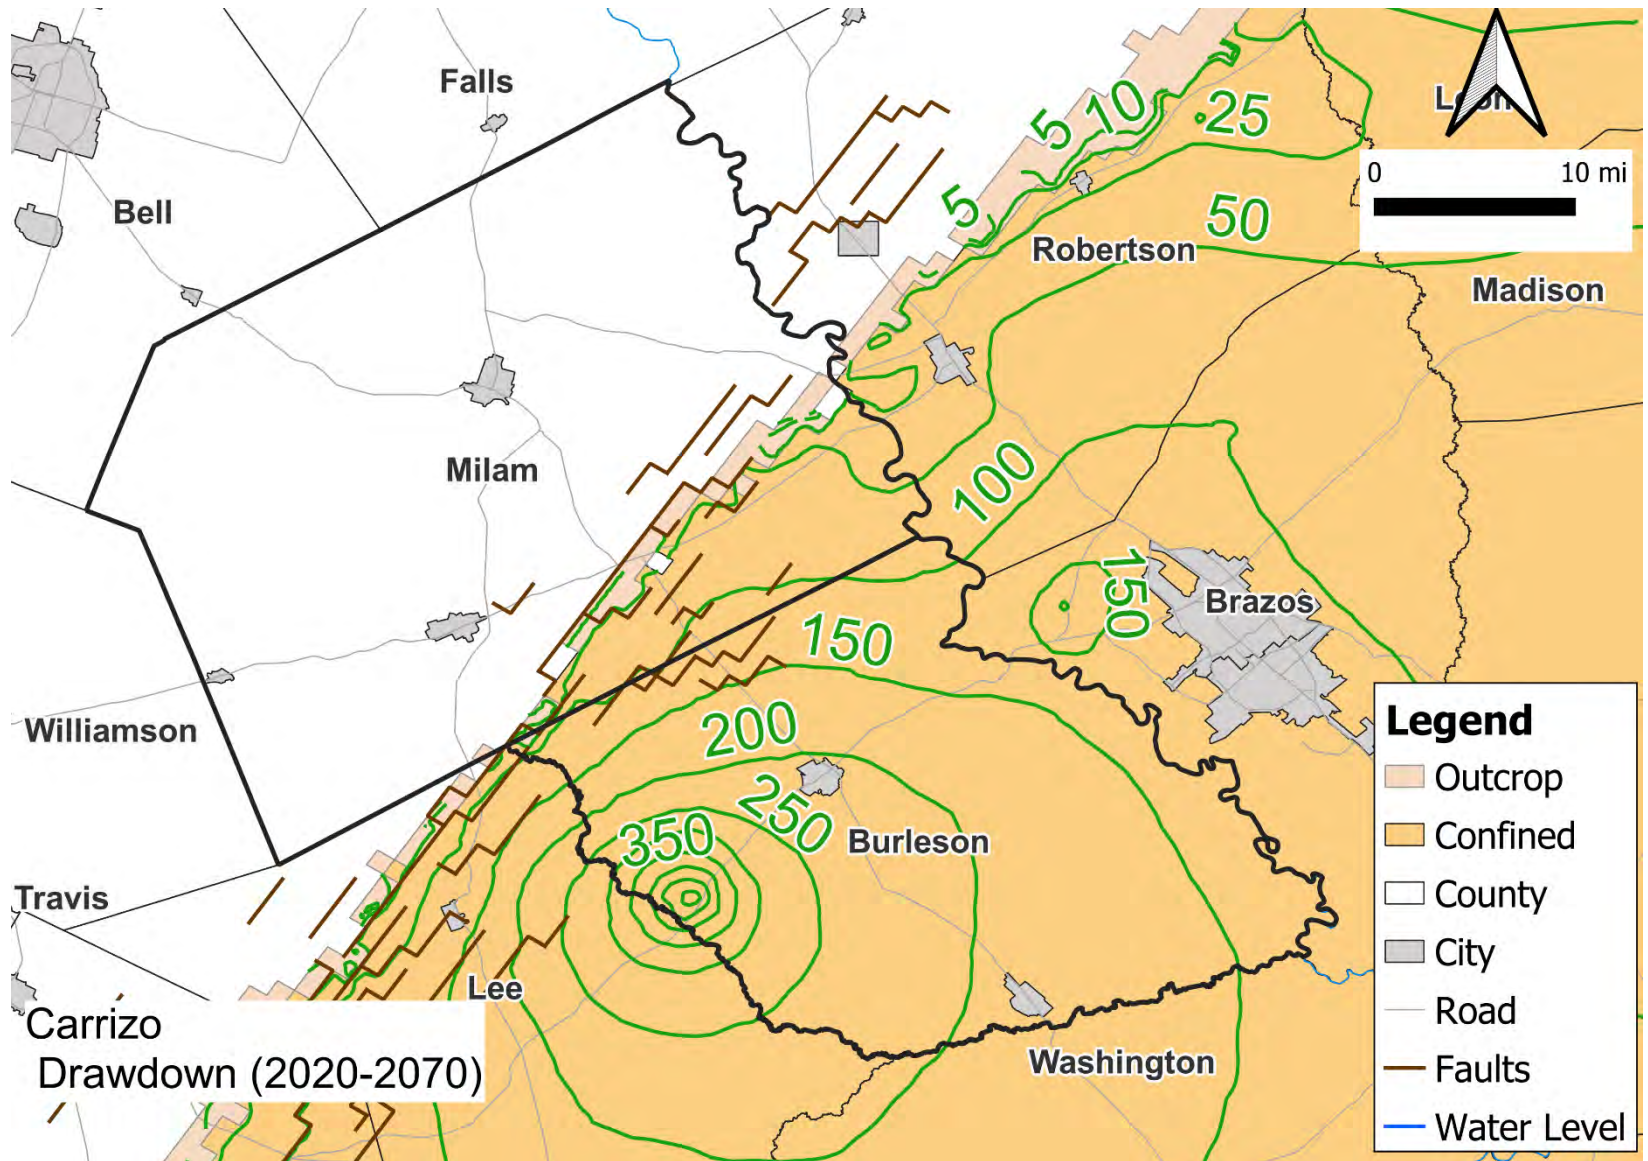 Falls
Bell
5
10
25
Leon
0
10 mi
5
50
Robertson
Madison
Milam
100
150
150
Brazos
Williamson
200
250
350
Burleson
Travis
Lee
Washington
Carrizo
Drawdown (2020-2070)
Legend
Outcrop
Confined
County
City
Road
Faults
Water Level